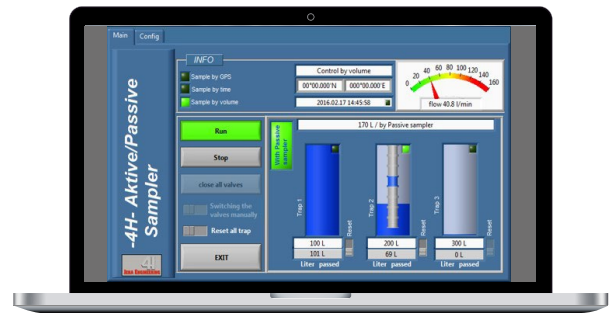 Main Config
INFO
Sample by GPS
Sample by time
Sample by volume
Control by volume
00°00.000'N 000°00.000'E
2016.02.17 14:45:58
0 20 40 60 80 100 120 140 160
flow 40.8 l/min
-4H- Aktive/Passive
Sampler
Run
Stop
close all valves
Switching the
valves manually
Reset all trap
EXIT
With Passive
sampler
170 L / by Passive sampler
Trap 1
100 L
101 L
Liter passed
Reset
Trap 2
200 L
69 L
Liter passed
Reset
Trap 3
300 L
0 L
Liter passed
Reset
4H